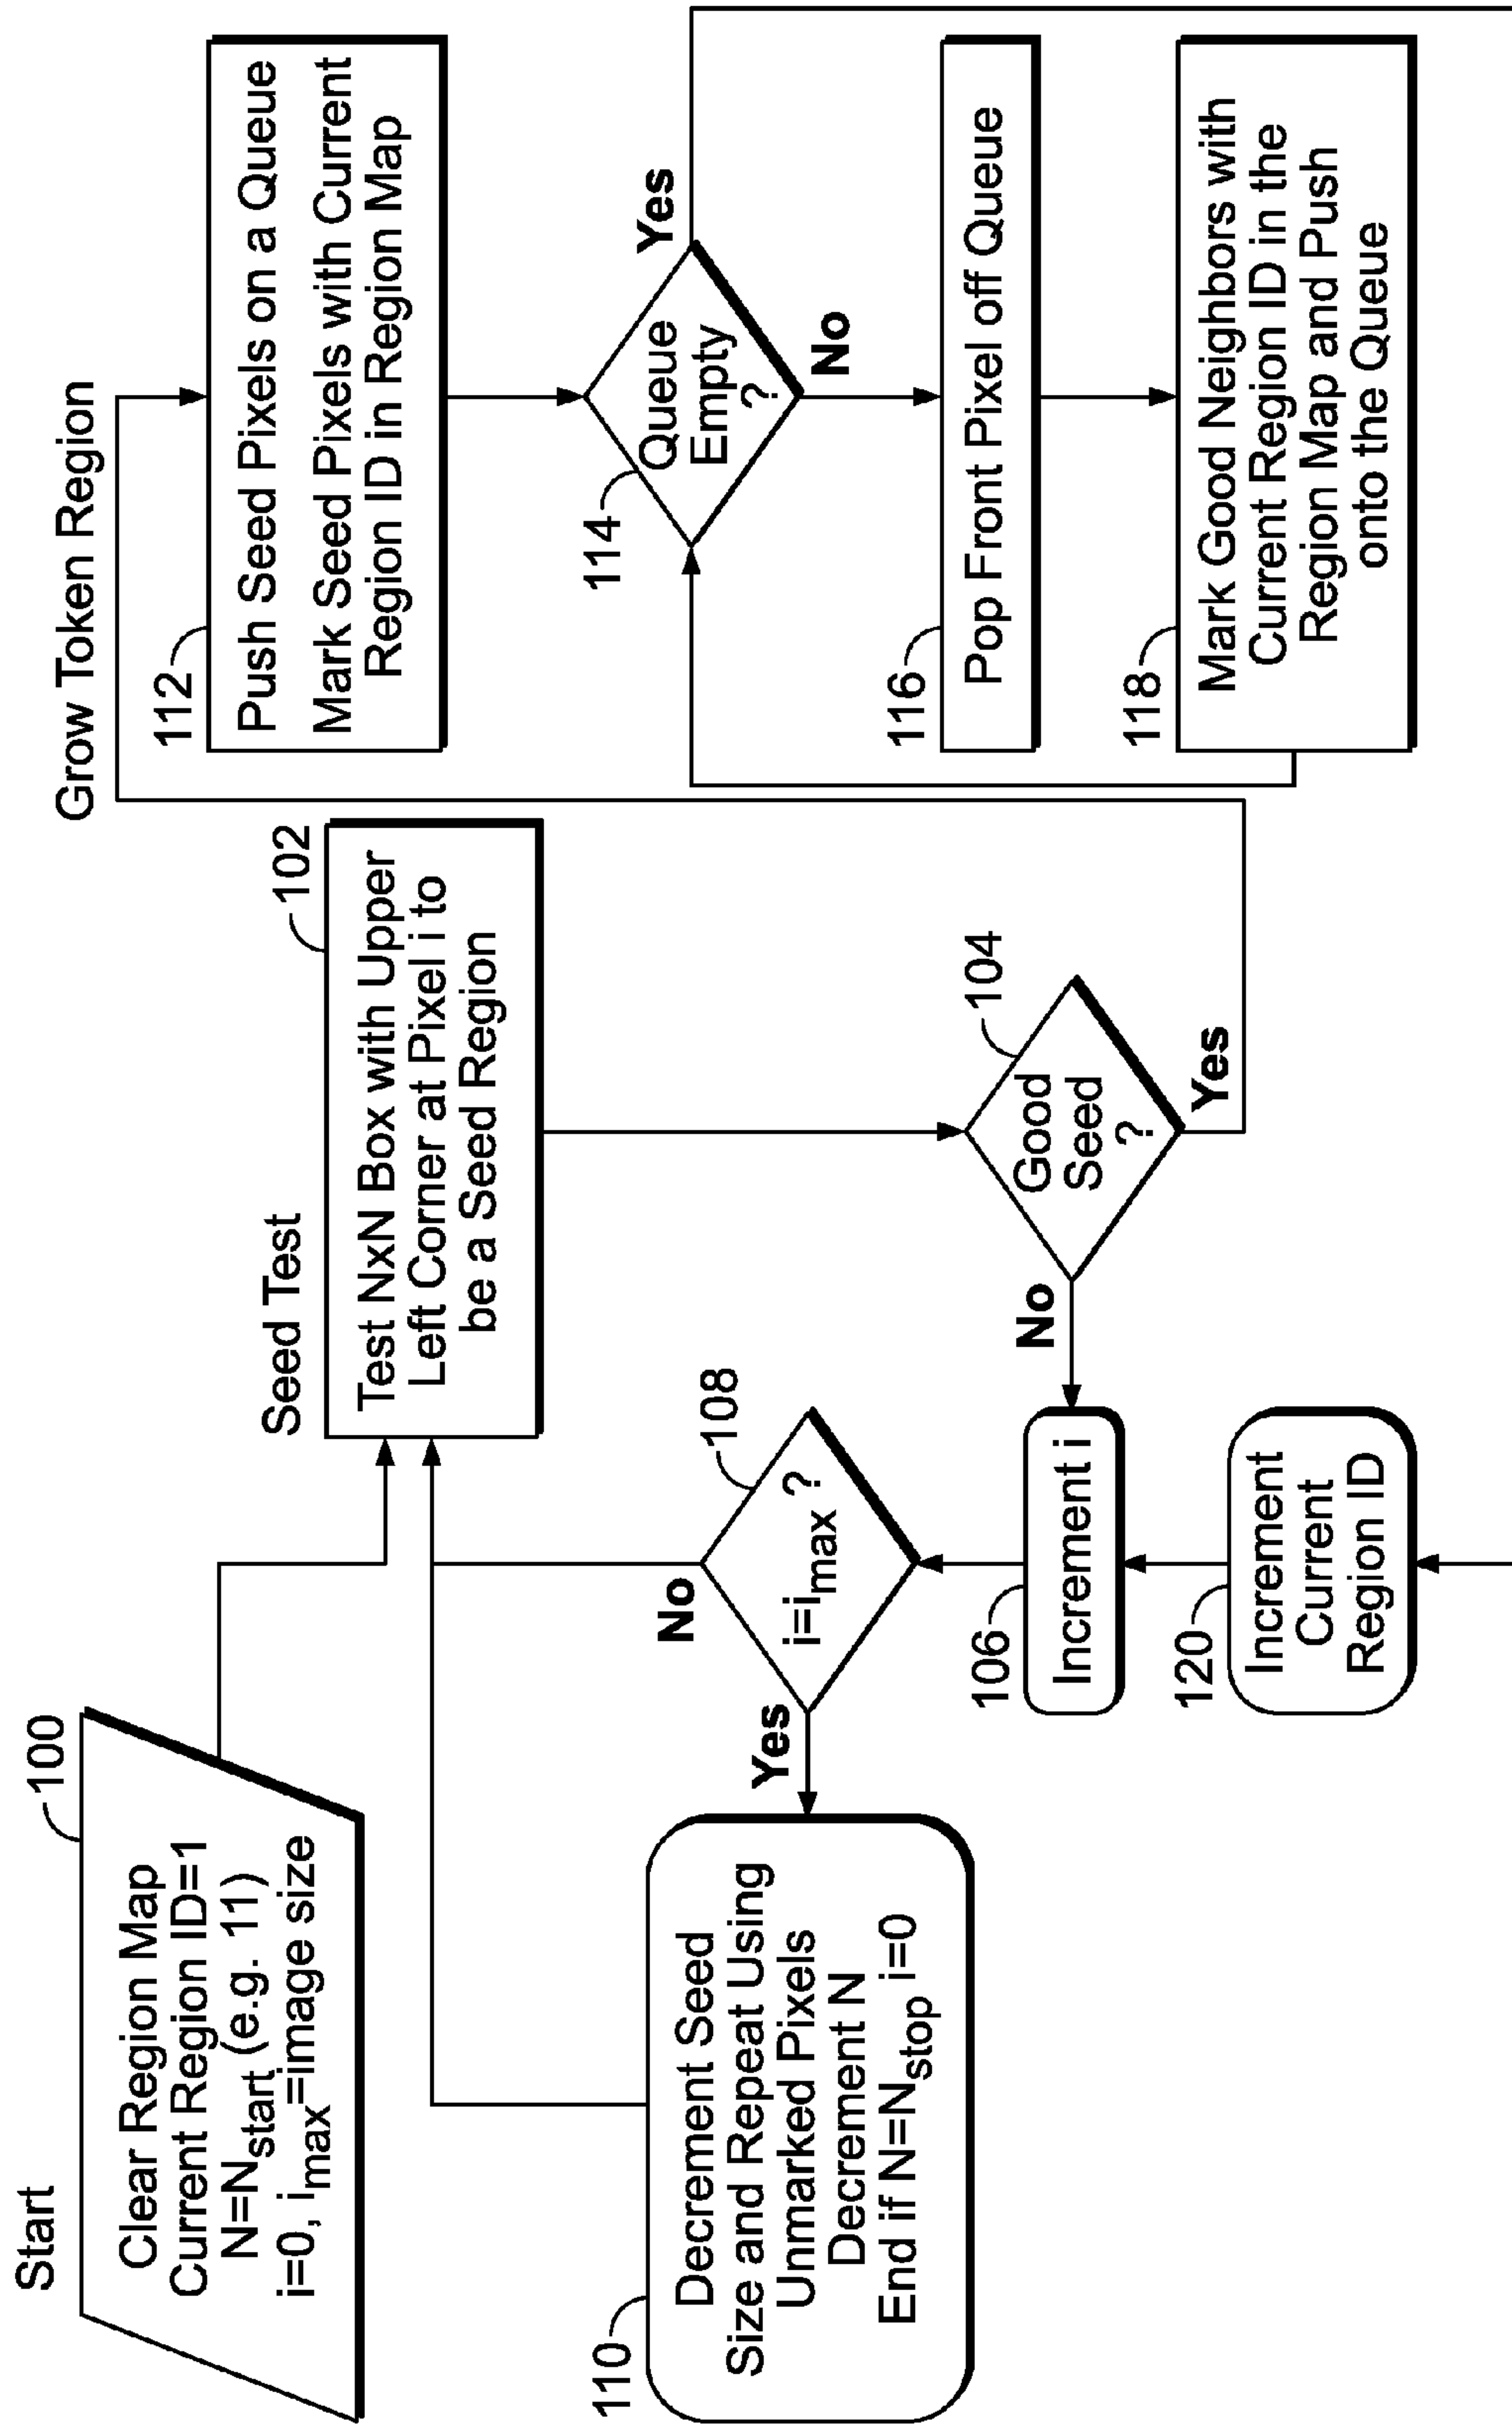 Start
100
Clear Region Map
Current Region ID=1
N=Nstart (e.g. 11)
i=0, imax=image size
Seed Test
102
Test NxN Box with Upper
Left Corner at Pixel i to
be a Seed Region
104
Good
Seed
?
No
Yes
106
Increment i
108
i=imax ?
No
Yes
110
Decrement Seed
Size and Repeat Using
Unmarked Pixels
Decrement N
End if N=Nstop i=0
Grow Token Region
112
Push Seed Pixels on a Queue
Mark Seed Pixels with Current
Region ID in Region Map
114
Queue
Empty
?
Yes
No
116
Pop Front Pixel off Queue
118
Mark Good Neighbors with
Current Region ID in the
Region Map and Push
onto the Queue
120
Increment
Current
Region ID